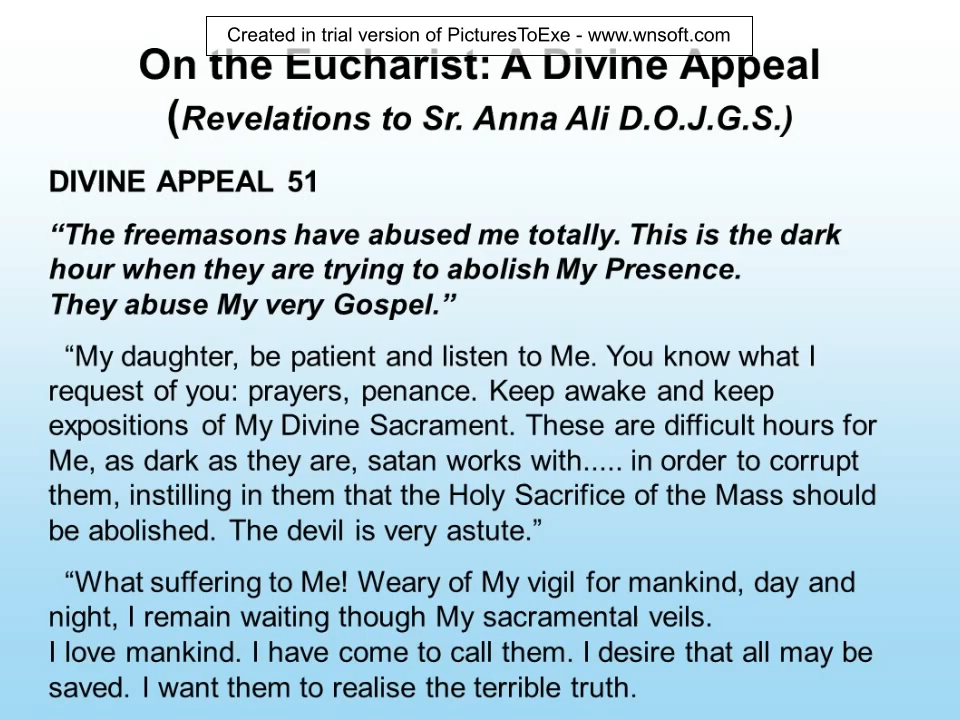 Created in trial version of PicturesToExe - www.wnsoft.com
On the Eucharist: A Divine Appeal
(Revelations to Sr. Anna Ali D.O.J.G.S.)
DIVINE APPEAL 51
“The freemasons have abused me totally. This is the dark
hour when they are trying to abolish My Presence.
They abuse My very Gospel.”
“My daughter, be patient and listen to Me. You know what I
request of you: prayers, penance. Keep awake and keep
expositions of My Divine Sacrament. These are difficult hours for
Me, as dark as they are, satan works with..... in order to corrupt
them, instilling in them that the Holy Sacrifice of the Mass should
be abolished. The devil is very astute.”
“What suffering to Me! Weary of My vigil for mankind, day and
night, I remain waiting though My sacramental veils.
I love mankind. I have come to call them. I desire that all may be
saved. I want them to realise the terrible truth.